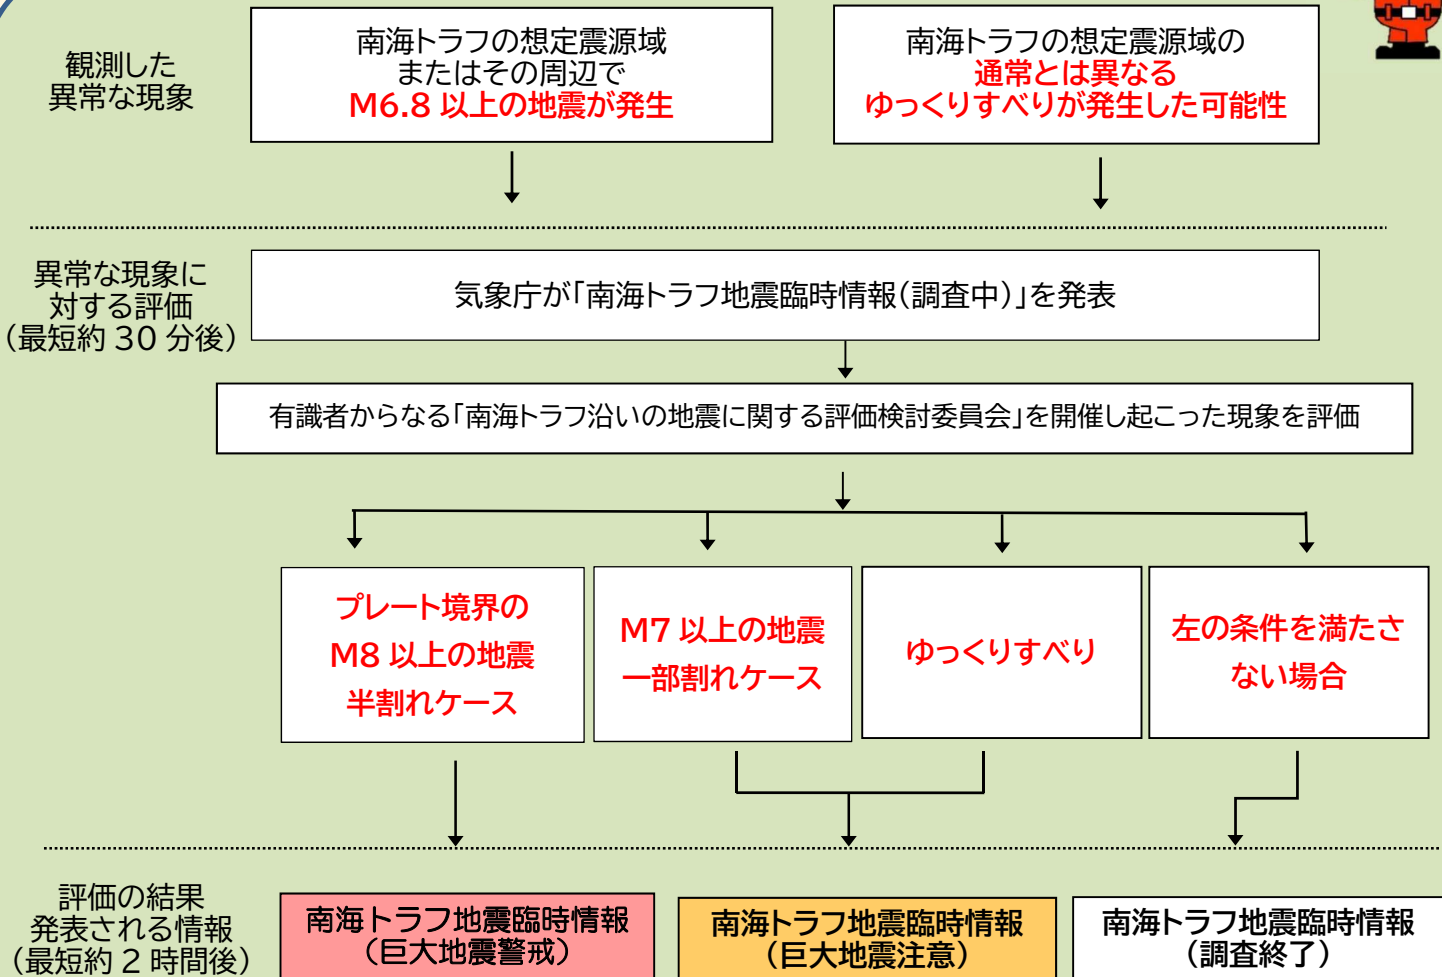 観測した
異常な現象
南海トラフの想定震源域
またはその周辺で
M6.8 以上の地震が発生
南海トラフの想定震源域の
通常とは異なる
ゆっくりすべりが発生した可能性
異常な現象に
対する評価
（最短約 30 分後）
気象庁が「南海トラフ地震臨時情報（調査中）」を発表
有識者からなる「南海トラフ沿いの地震に関する評価検討委員会」を開催し起こった現象を評価
プレート境界の
M8 以上の地震
半割れケース
M7 以上の地震
一部割れケース
ゆっくりすべり
左の条件を満たさ
ない場合
評価の結果
発表される情報
（最短約 2 時間後）
南海トラフ地震臨時情報
（巨大地震警戒）
南海トラフ地震臨時情報
（巨大地震注意）
南海トラフ地震臨時情報
（調査終了）